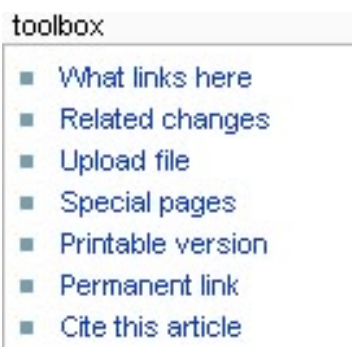 toolbox
What links here
Related changes
Upload file
Special pages
Printable version
Permanent link
Cite this article